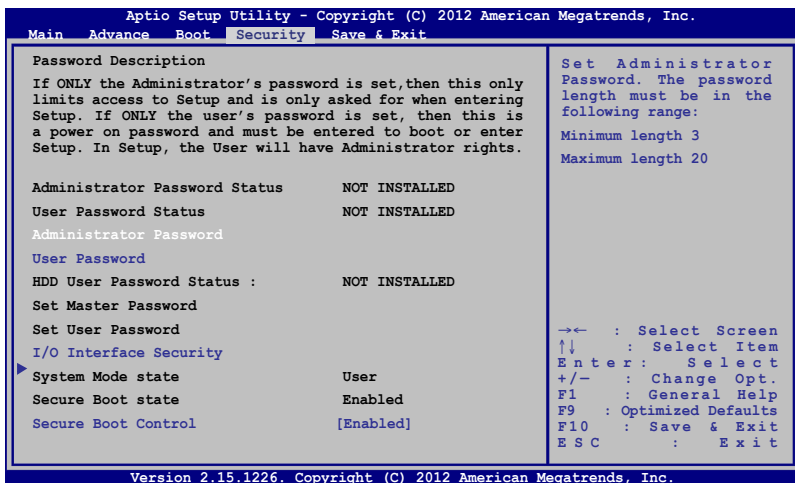 Aptio Setup Utility - Copyright (C) 2012 American Megatrends, Inc.
Main Advance Boot Security Save & Exit
Password Description
If ONLY the Administrator's password is set,then this only
limits access to Setup and is only asked for when entering
Setup. If ONLY the user's password is set, then this is
a power on password and must be entered to boot or enter
Setup. In Setup, the User will have Administrator rights.
Administrator Password Status NOT INSTALLED
User Password Status NOT INSTALLED
Administrator Password
User Password
HDD User Password Status : NOT INSTALLED
Set Master Password
Set User Password
I/O Interface Security
System Mode state User
Secure Boot state Enabled
Secure Boot Control [Enabled]
Set Administrator
Password. The password
length must be in the
following range:
Minimum length 3
Maximum length 20
→← : Select Screen
↑↓ : Select Item
Enter: Select
+/— : Change Opt.
F1 : General Help
F9 : Optimized Defaults
F10 : Save & Exit
ESC : Exit
Version 2.15.1226. Copyright (C) 2012 American Megatrends, Inc.